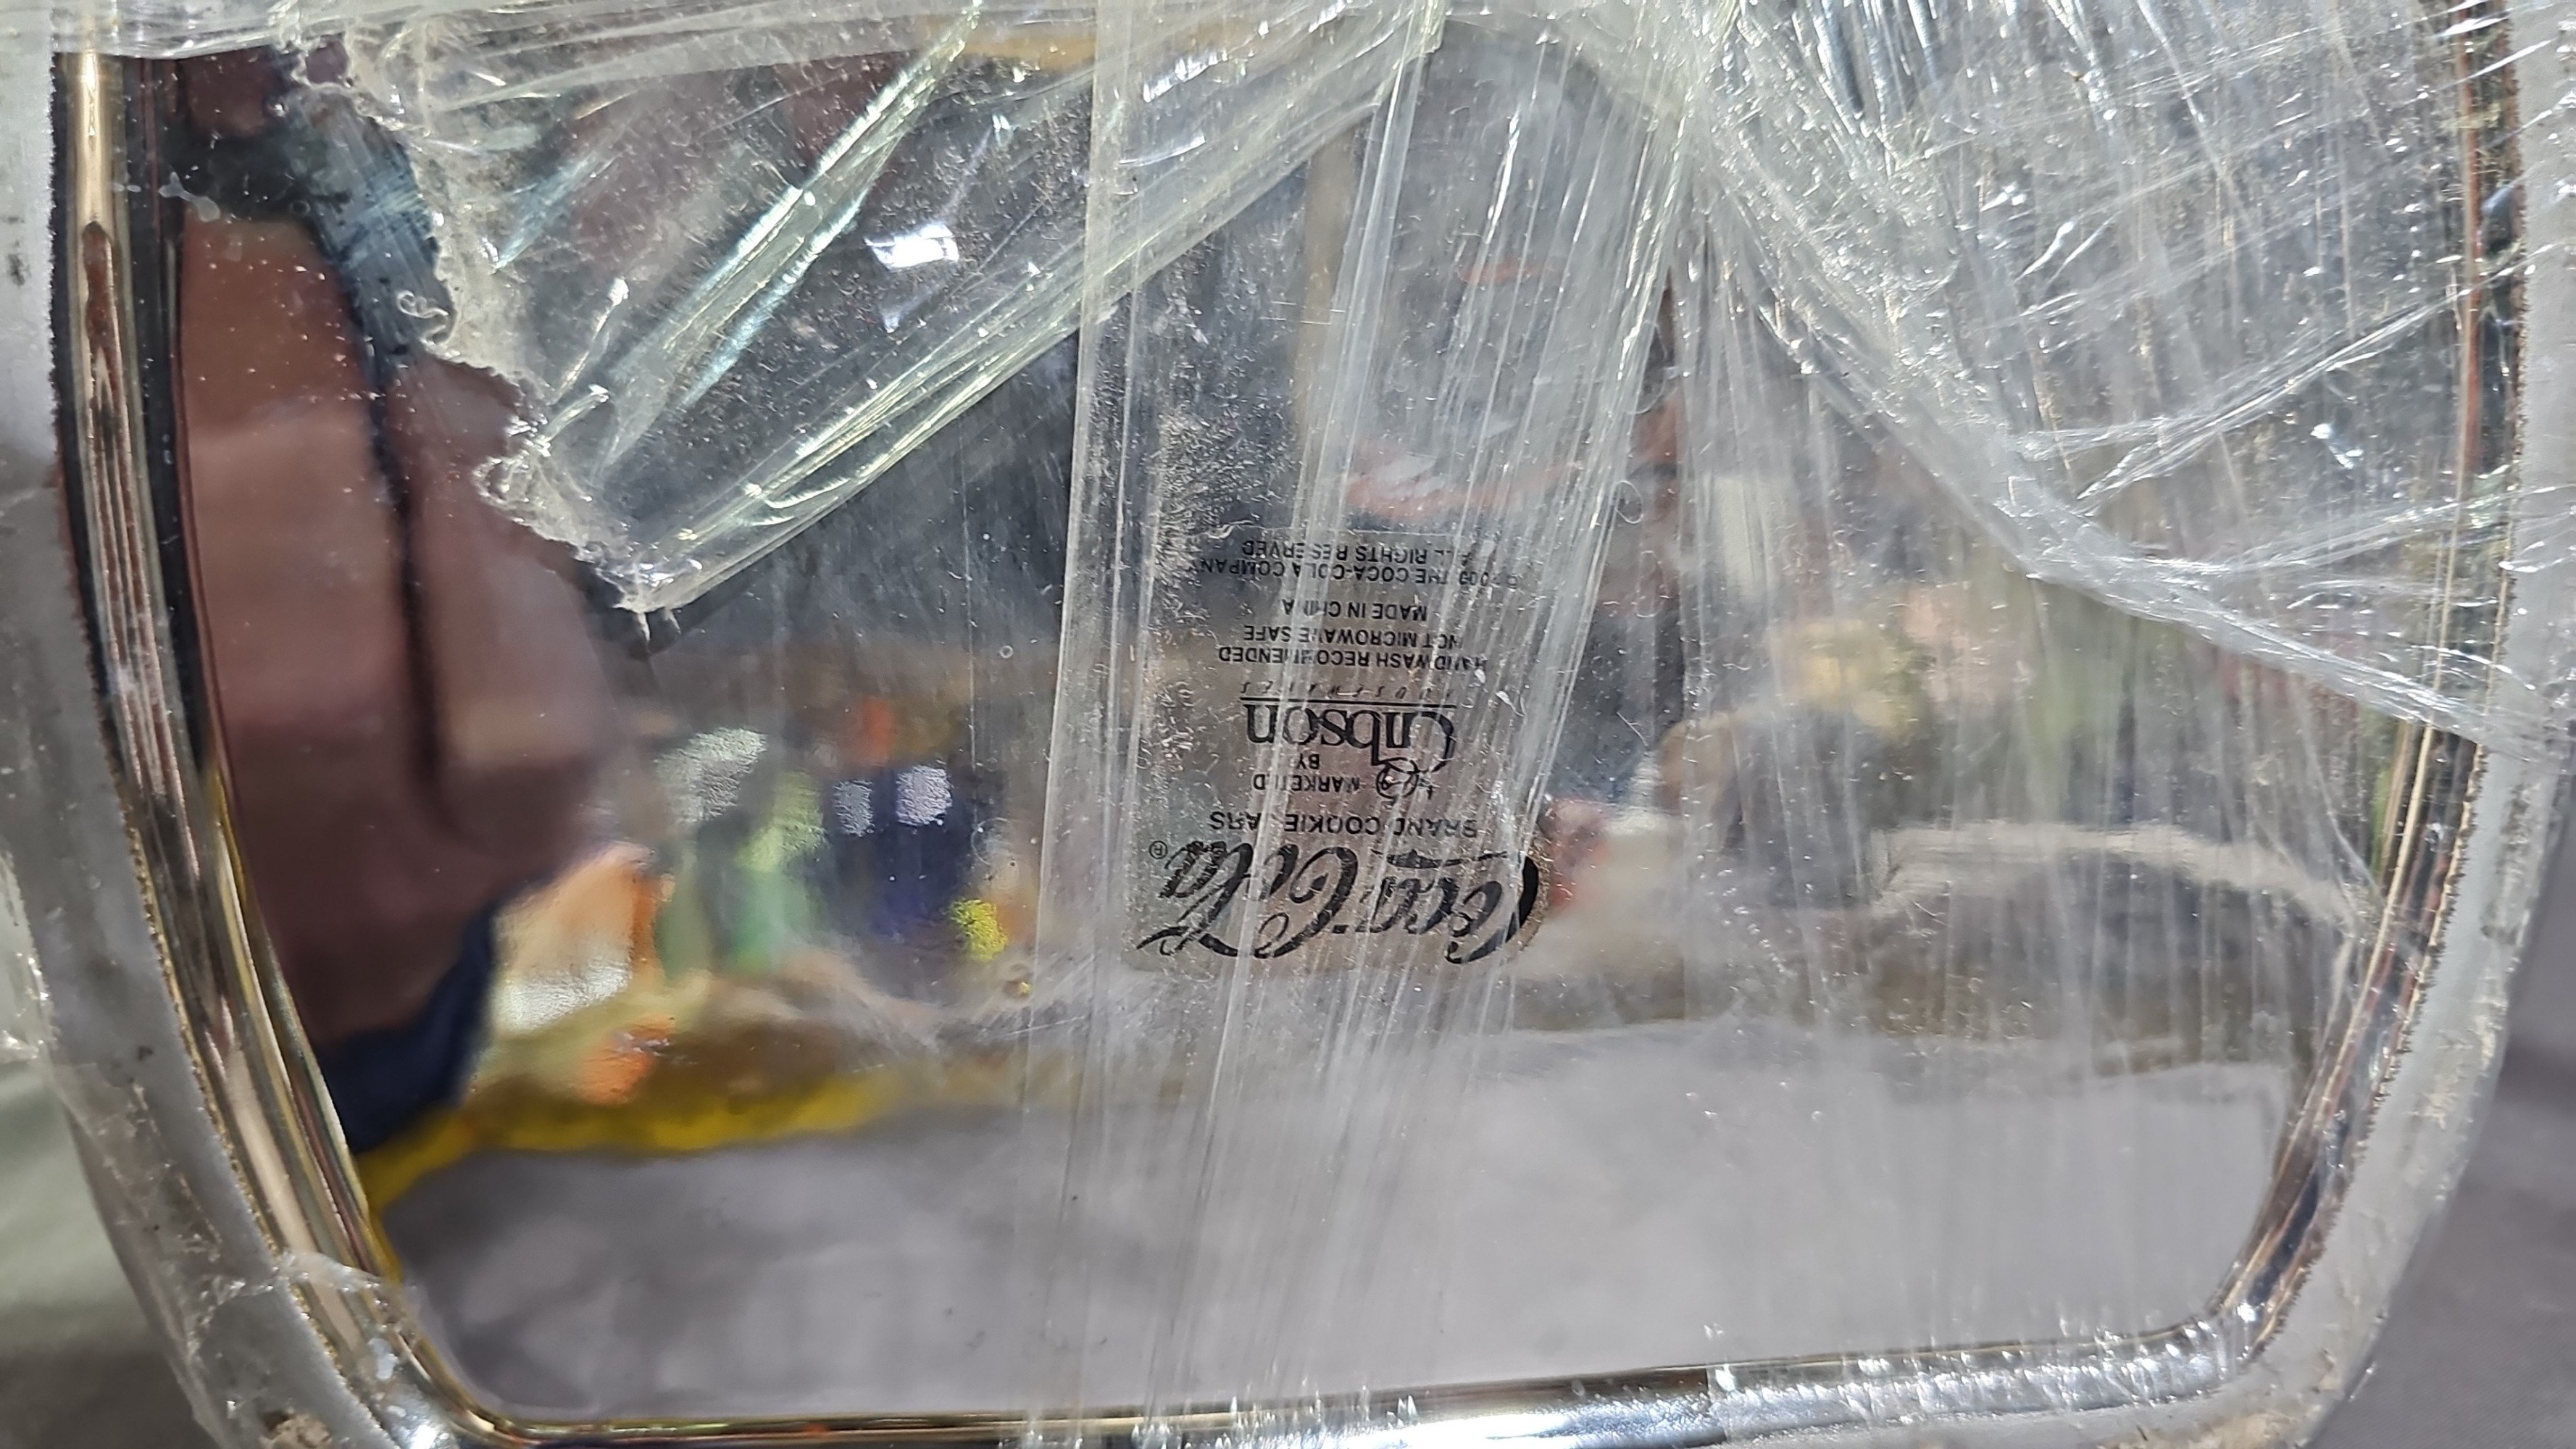 Coca-Cola®
BRAND COOKIE JARS
MARKETED
BY
Gibson
HOUSEWARES
HANDWASH RECOMMENDED
NOT MICROWAVE SAFE
MADE IN CHINA
THE COCA-COLA COMPANY
ALL RIGHTS RESERVED